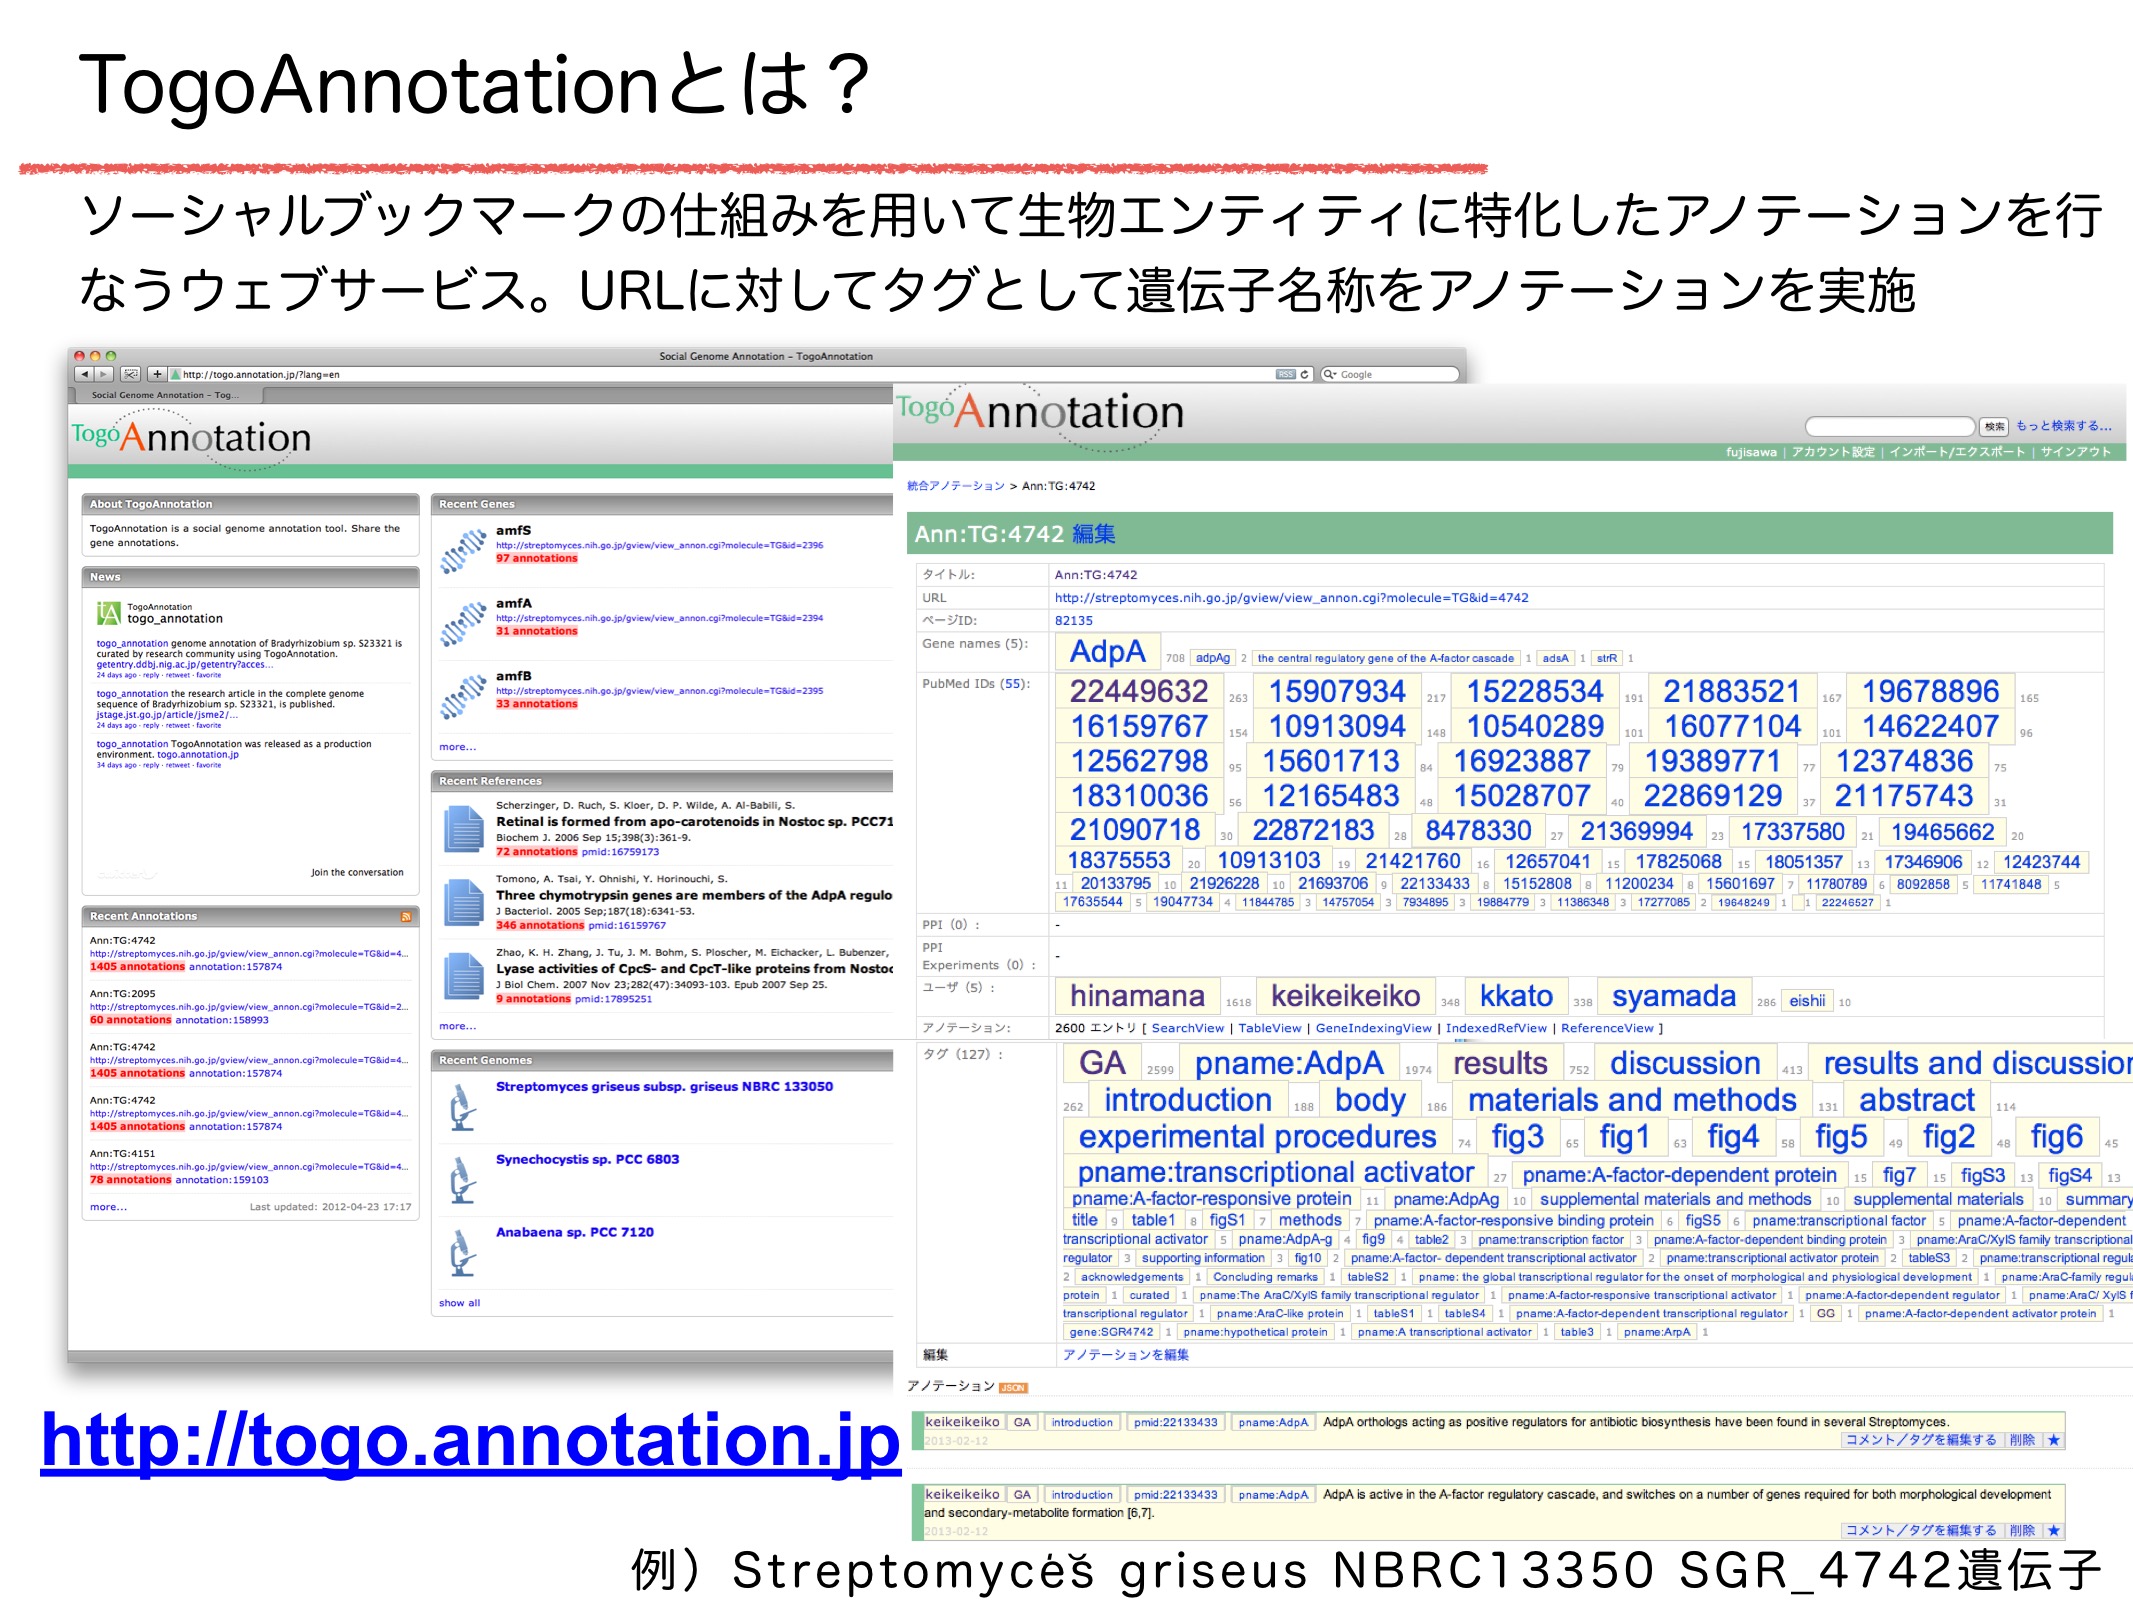 TogoAnnotationとは？
ソーシャルブックマークの仕組みを用いて生物エンティティに特化したアノテーションを行
なうウェブサービス。URLに対してタグとして遺伝子名称をアノテーションを実施
Social Genome Annotation – TogoAnnotation
http://togo.annotation.jp/?lang=en
RSS
Google
Social Genome Annotation – Tog...
TogoAnnotation
About TogoAnnotation
TogoAnnotation is a social genome annotation tool. Share the
gene annotations.
News
TogoAnnotation
togo_annotation
togo_annotation genome annotation of Bradyrhizobium sp. S23321 is
curated by research community using TogoAnnotation.
getentry.ddbj.nig.ac.jp/getentry?acces...
24 days ago · reply · retweet · favorite
togo_annotation the research article in the complete genome
sequence of Bradyrhizobium sp. S23321, is published.
jstage.jst.go.jp/article/jsme2/...
24 days ago · reply · retweet · favorite
togo_annotation TogoAnnotation was released as a production
environment. togo.annotation.jp
34 days ago · reply · retweet · favorite
Join the conversation
Recent Annotations
Ann:TG:4742
http://streptomyces.nih.go.jp/gview/view_annon.cgi?molecule=TG&id=4...
1405 annotations annotation:157874
Ann:TG:2095
http://streptomyces.nih.go.jp/gview/view_annon.cgi?molecule=TG&id=2...
60 annotations annotation:158993
Ann:TG:4742
http://streptomyces.nih.go.jp/gview/view_annon.cgi?molecule=TG&id=4...
1405 annotations annotation:157874
Ann:TG:4742
http://streptomyces.nih.go.jp/gview/view_annon.cgi?molecule=TG&id=4...
1405 annotations annotation:157874
Ann:TG:4151
http://streptomyces.nih.go.jp/gview/view_annon.cgi?molecule=TG&id=4...
78 annotations annotation:159103
more...
Last updated: 2012-04-23 17:17
Recent Genes
amfS
http://streptomyces.nih.go.jp/gview/view_annon.cgi?molecule=TG&id=2396
97 annotations
amfA
http://streptomyces.nih.go.jp/gview/view_annon.cgi?molecule=TG&id=2394
31 annotations
amfB
http://streptomyces.nih.go.jp/gview/view_annon.cgi?molecule=TG&id=2395
33 annotations
more...
Recent References
Scherzinger, D. Ruch, S. Kloer, D. P. Wilde, A. Al-Babili, S.
Retinal is formed from apo-carotenoids in Nostoc sp. PCC71
Biochem J. 2006 Sep 15;398(3):361-9.
72 annotations pmid:16759173
Tomono, A. Tsai, Y. Ohnishi, Y. Horinouchi, S.
Three chymotrypsin genes are members of the AdpA regulo
J Bacteriol. 2005 Sep;187(18):6341-53.
346 annotations pmid:16159767
Zhao, K. H. Zhang, J. Tu, J. M. Bohm, S. Ploscher, M. Eichacker, L. Bubenzer,
Lyase activities of CpcS- and CpcT-like proteins from Nostoc
J Biol Chem. 2007 Nov 23;282(47):34093-103. Epub 2007 Sep 25.
9 annotations pmid:17895251
more...
Recent Genomes
Streptomyces griseus subsp. griseus NBRC 133050
Synechocystis sp. PCC 6803
Anabaena sp. PCC 7120
show all
TogoAnnotation
検索 もっと検索する...
fujisawa | アカウント設定 | インポート/エクスポート | サインアウト
統合アノテーション > Ann:TG:4742
Ann:TG:4742 編集
タイトル: Ann:TG:4742
URL http://streptomyces.nih.go.jp/gview/view_annon.cgi?molecule=TG&id=4742
ページID: 82135
Gene names (5): AdpA 708 adpAg 2 the central regulatory gene of the A-factor cascade 1 adsA 1 strR 1
PubMed IDs (55): 22449632 263 15907934 217 15228534 191 21883521 167 19678896 165
16159767 154 10913094 148 10540289 101 16077104 101 14622407 96
12562798 95 15601713 84 16923887 79 19389771 77 12374836 75
18310036 56 12165483 48 15028707 40 22869129 37 21175743 31
21090718 30 22872183 28 8478330 27 21369994 23 17337580 21 19465662 20
18375553 20 10913103 19 21421760 16 12657041 15 17825068 15 18051357 13 17346906 12 12423744
11 20133795 10 21926228 10 21693706 9 22133433 8 15152808 8 11200234 8 15601697 7 11780789 6 8092858 5 11741848 5
17635544 5 19047734 4 11844785 3 14757054 3 7934895 3 19884779 3 11386348 3 17277085 2 19648249 1 1 22246527 1
PPI (0) : -
PPI
Experiments (0) : -
ユーザ (5) : hinamana 1618 keikeikeiko 348 kkato 338 syamada 286 eishii 10
アノテーション: 2600 エントリ [ SearchView | TableView | GeneIndexingView | IndexedRefView | ReferenceView ]
タグ (127) : GA 2599 pname:AdpA 1974 results 752 discussion 413 results and discussion
262 introduction 188 body 186 materials and methods 131 abstract 114
experimental procedures 74 fig3 65 fig1 63 fig4 58 fig5 49 fig2 48 fig6 45
pname:transcriptional activator 27 pname:A-factor-dependent protein 15 fig7 15 figS3 13 figS4 13
pname:A-factor-responsive protein 11 pname:AdpAg 10 supplemental materials and methods 10 supplemental materials 10 summary
title 9 table1 8 figS1 7 methods 7 pname:A-factor-responsive binding protein 6 figS5 6 pname:transcriptional factor 5 pname:A-factor-dependent
transcriptional activator 5 pname:AdpA-g 4 fig9 4 table2 3 pname:transcription factor 3 pname:A-factor-dependent binding protein 3 pname:AraC/XylS family transcriptional
regulator 3 supporting information 3 fig10 2 pname:A-factor- dependent transcriptional activator 2 pname:transcriptional activator protein 2 tableS3 2 pname:transcriptional regula
2 acknowledgements 1 Concluding remarks 1 tableS2 1 pname: the global transcriptional regulator for the onset of morphological and physiological development 1 pname:AraC-family regul
protein 1 curated 1 pname:The AraC/XylS family transcriptional regulator 1 pname:A-factor-responsive transcriptional activator 1 pname:A-factor-dependent regulator 1 pname:AraC/ XylS f
transcriptional regulator 1 pname:AraC-like protein 1 tableS1 1 tableS4 1 pname:A-factor-dependent transcriptional regulator 1 GG 1 pname:A-factor-dependent activator protein 1
gene:SGR4742 1 pname:hypothetical protein 1 pname:A transcriptional activator 1 table3 1 pname:ArpA 1
編集 アノテーションを編集
アノテーション JSON
keikeikeiko GA introduction pmid:22133433 pname:AdpA AdpA orthologs acting as positive regulators for antibiotic biosynthesis have been found in several Streptomyces.
2013-02-12 コメント／タグを編集する 削除 ★
keikeikeiko GA introduction pmid:22133433 pname:AdpA AdpA is active in the A-factor regulatory cascade, and switches on a number of genes required for both morphological development
and secondary-metabolite formation [6,7].
2013-02-12 コメント／タグを編集する 削除 ★
http://togo.annotation.jp
例）Streptomyces griseus NBRC13350 SGR_4742遺伝子